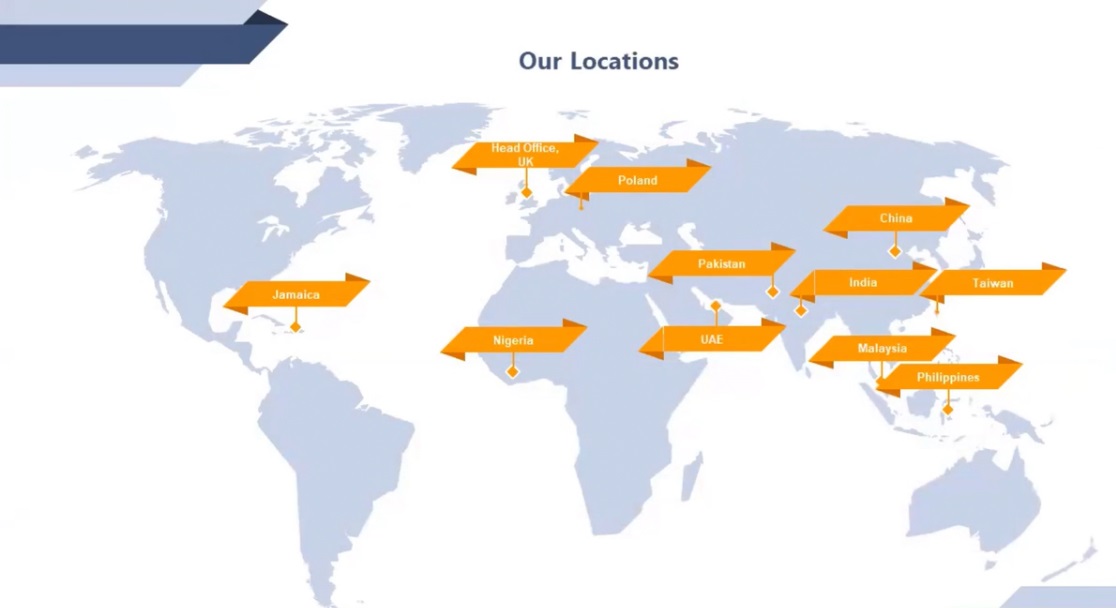 Our Locations
Head Office,
UK
Poland
China
Pakistan
India
Taiwan
Jamaica
Nigeria
UAE
Malaysia
Philippines